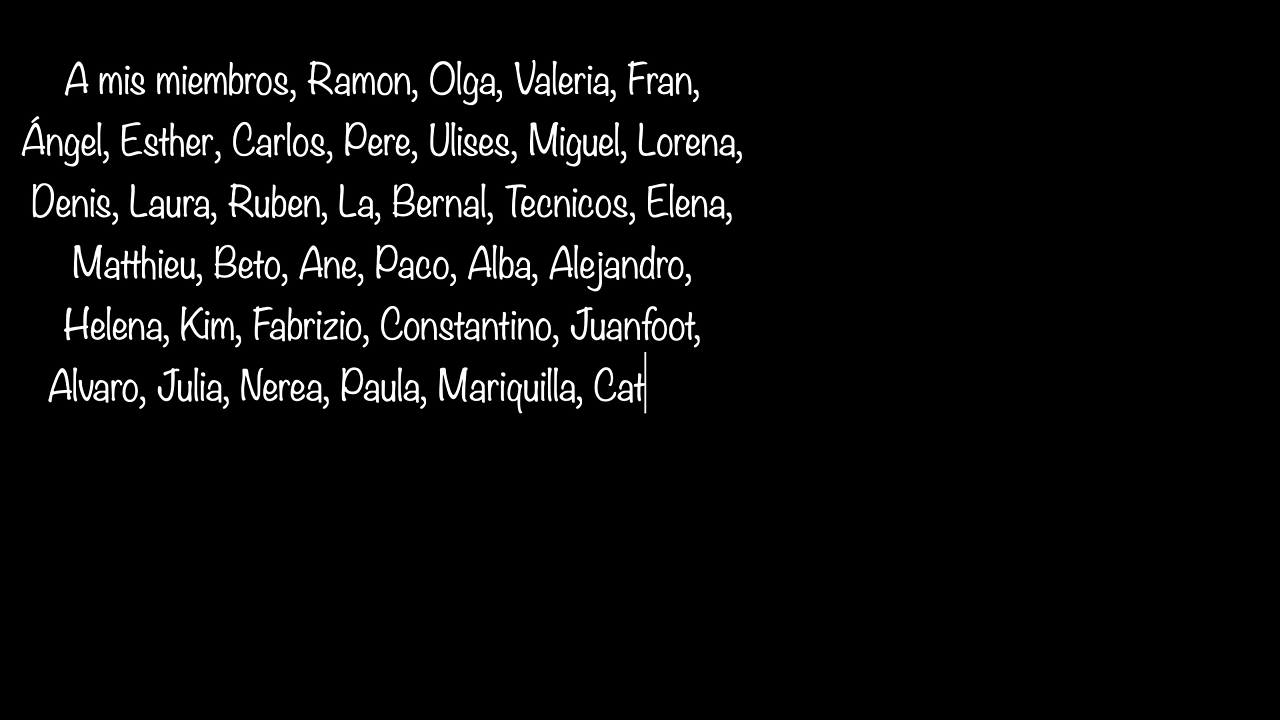 A mis miembros, Ramon, Olga, Valeria, Fran,
Ángel, Esther, Carlos, Pere, Ulises, Miguel, Lorena,
Denis, Laura, Ruben, La, Bernal, Tecnicos, Elena,
Matthieu, Beto, Ane, Paco, Alba, Alejandro,
Helena, Kim, Fabrizio, Constantino, Juanfoot,
Alvaro, Julia, Nerea, Paula, Mariquilla, Cat